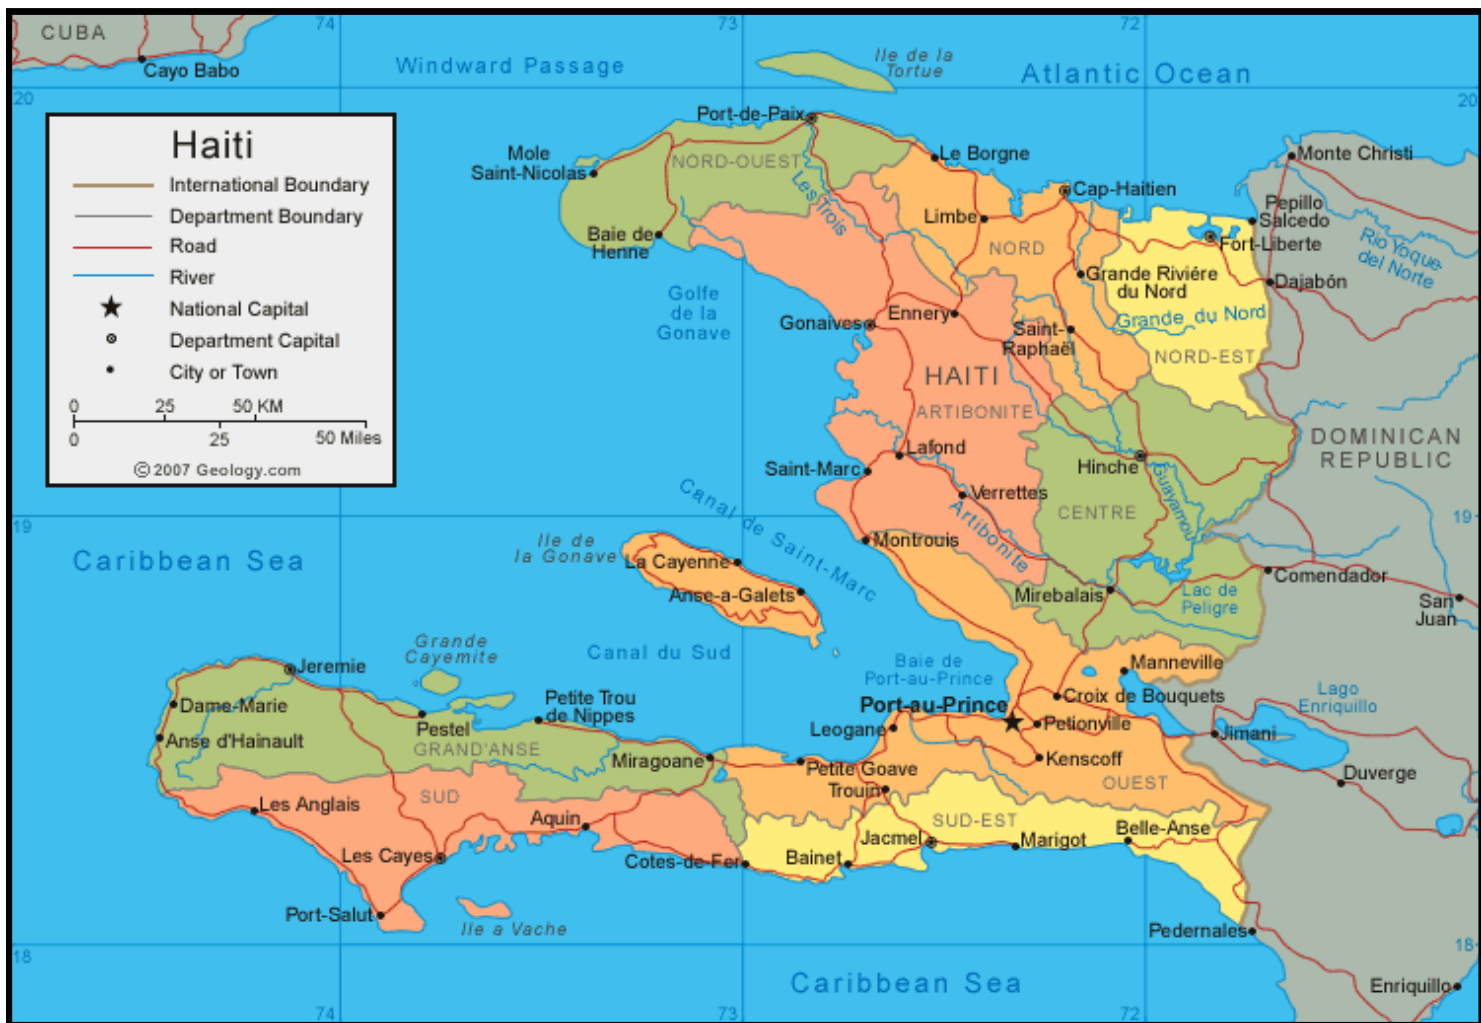 74
73
72
CUBA
Cayo Babo
Windward Passage
Ile de la
Tortue
Atlantic Ocean
20
20
Haiti
International Boundary
Department Boundary
Road
River
National Capital
Department Capital
City or Town
0
25
50 KM
0
25
50 Miles
©2007 Geology.com
Port-de-Paix
Mole
Saint-Nicolas
NORD-OUEST
Le Borgne
Monte Christi
Les Trois
Cap-Haitien
Limbe
Pepillo
Salcedo
Baie de
Henne
NORD
Fort-Liberte
Rio Yoque
del Norte
Grande Riviére
du Nord
Dajabón
Golfe
de la
Gonave
Gonaives
Ennery
Saint-
Raphaël
Grande du Nord
NORD-EST
HAITI
ARTIBONITE
DOMINICAN
REPUBLIC
Lafond
Saint-Marc
Hinche
Guayamou
Verrettes
Canal de Saint-Marc
Artibonite
CENTRE
19
19
Ile de
la Gonave
Montrouis
Caribbean Sea
La Cayenne
Anse-a-Galets
Comendador
Mirebalais
Lac de
Peligre
San
Juan
Grande
Cayemite
Canal du Sud
Baie de
Port-au-Prince
Manneville
Jeremie
Croix de Bouquets
Lago
Enriquillo
Dame-Marie
Pestel
Petite Trou
de Nippes
Port-au-Prince
Leogane
Petionville
Jimani
Anse d'Hainault
GRAND'ANSE
Miragoane
Petite Goave
Kenscoff
Duverge
Trouin
OUEST
Les Anglais
SUD
Aquin
SUD-EST
Jacmel
Marigot
Belle-Anse
Les Cayes
Cotes-de-Fer
Bainet
Port-Salut
Ile a Vache
Pedernales
18
18
Caribbean Sea
Enriquillo
74
73
72